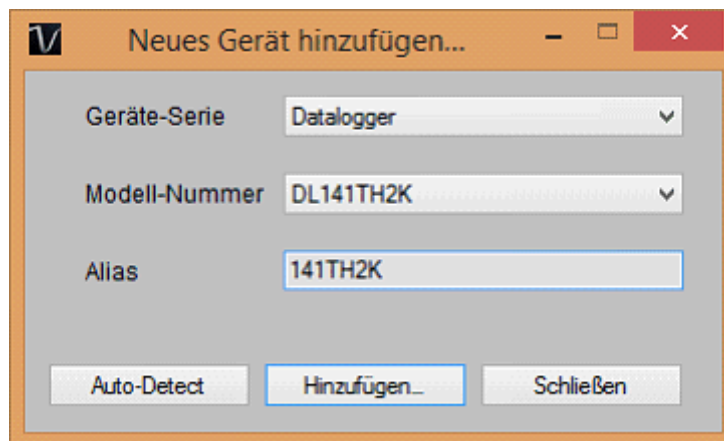 Neues Gerät hinzufügen...
Geräte-Serie Datalogger
Modell-Nummer DL141TH2K
Alias 141TH2K
Auto-Detect Hinzufügen... Schließen